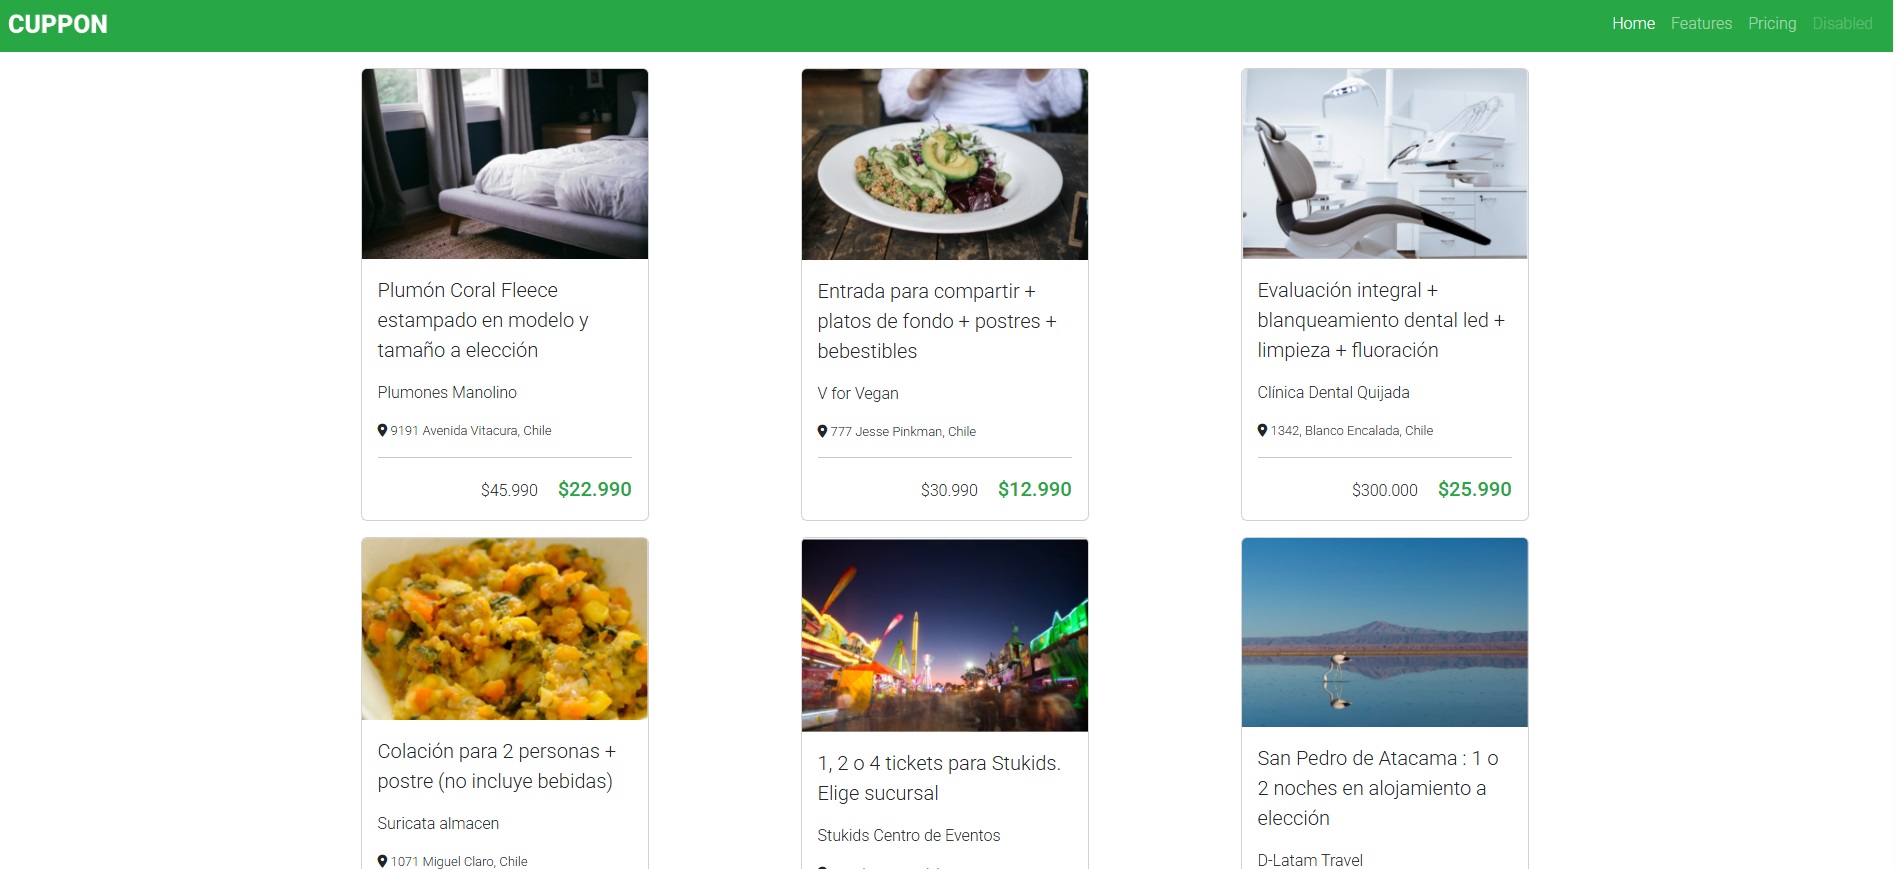 CUPPON
Home Features Pricing Disabled
Plumón Coral Fleece
estampado en modelo y
tamaño a elección
Plumones Manolino
9191 Avenida Vitacura, Chile
$45.990 $22.990
Entrada para compartir +
platos de fondo + postres +
bebestibles
V for Vegan
777 Jesse Pinkman, Chile
$30.990 $12.990
Evaluación integral +
blanqueamiento dental led +
limpieza + fluoración
Clínica Dental Quijada
1342, Blanco Encalada, Chile
$300.000 $25.990
Colación para 2 personas +
postre (no incluye bebidas)
Suricata almacen
1071 Miguel Claro, Chile
1, 2 o 4 tickets para Stukids.
Elige sucursal
Stukids Centro de Eventos
San Pedro de Atacama : 1 o
2 noches en alojamiento a
elección
D-Latam Travel